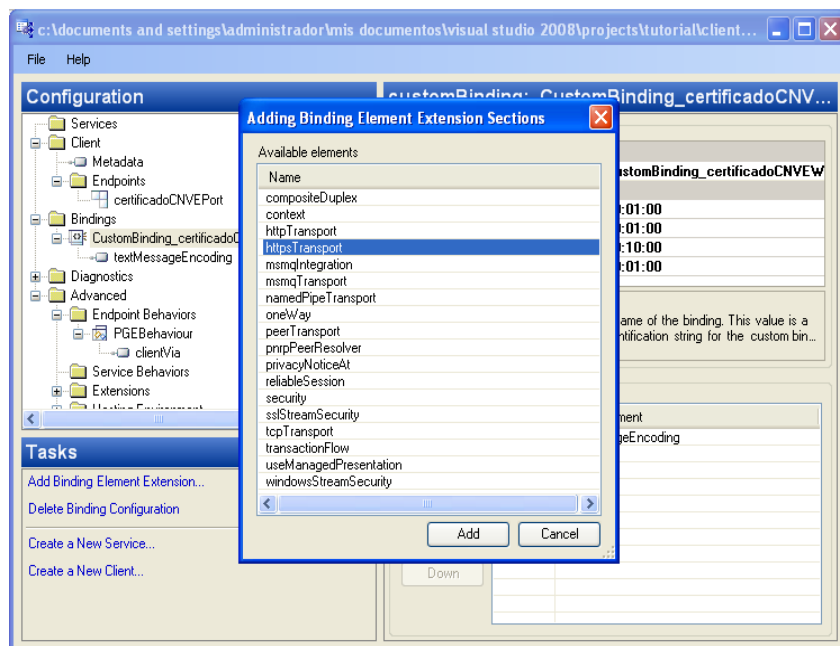 c:\documents and settings\administrador\mis documentos\visual studio 2008\projects\tutorial\client...
File Help
Configuration
Services
Client
Metadata
Endpoints
certificadoCNVEPort
Bindings
CustomBinding_certificadoC
textMessageEncoding
Diagnostics
Advanced
Endpoint Behaviors
PGEBehaviour
clientVia
Service Behaviors
Extensions
Hosting Environment
Tasks
Add Binding Element Extension...
Delete Binding Configuration
Create a New Service...
Create a New Client...
customBinding: CustomBinding_certificadoCNV...
Adding Binding Element Extension Sections
Available elements
Name
compositeDuplex
context
httpTransport
httpsTransport
msmqIntegration
msmqTransport
namedPipeTransport
oneWay
peerTransport
pnrpPeerResolver
privacyNoticeAt
reliableSession
security
sslStreamSecurity
tcpTransport
transactionFlow
useManagedPresentation
windowsStreamSecurity
Add Cancel
ustomBinding_certificadoCNVEW
:01:00
:01:00
:10:00
:01:00
ame of the binding. This value is a
ntification string for the custom bin...
ment
geEncoding
Down